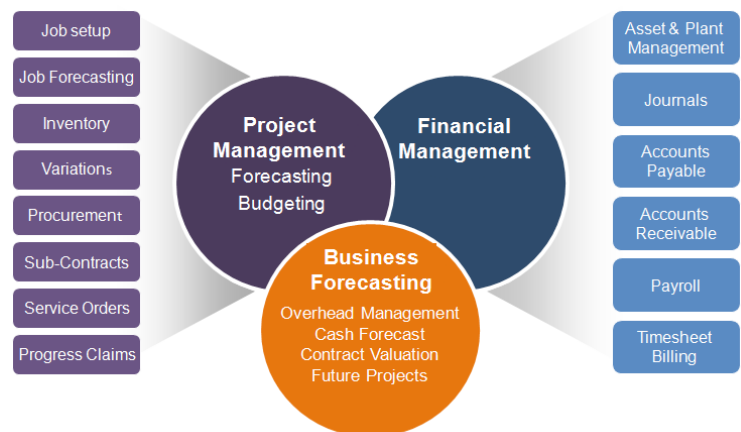 Job setup
Job Forecasting
Inventory
Variations
Procurement
Sub-Contracts
Service Orders
Progress Claims
Project
Management
Forecasting
Budgeting
Financial
Management
Business
Forecasting
Overhead Management
Cash Forecast
Contract Valuation
Future Projects
Asset & Plant
Management
Journals
Accounts
Payable
Accounts
Receivable
Payroll
Timesheet
Billing